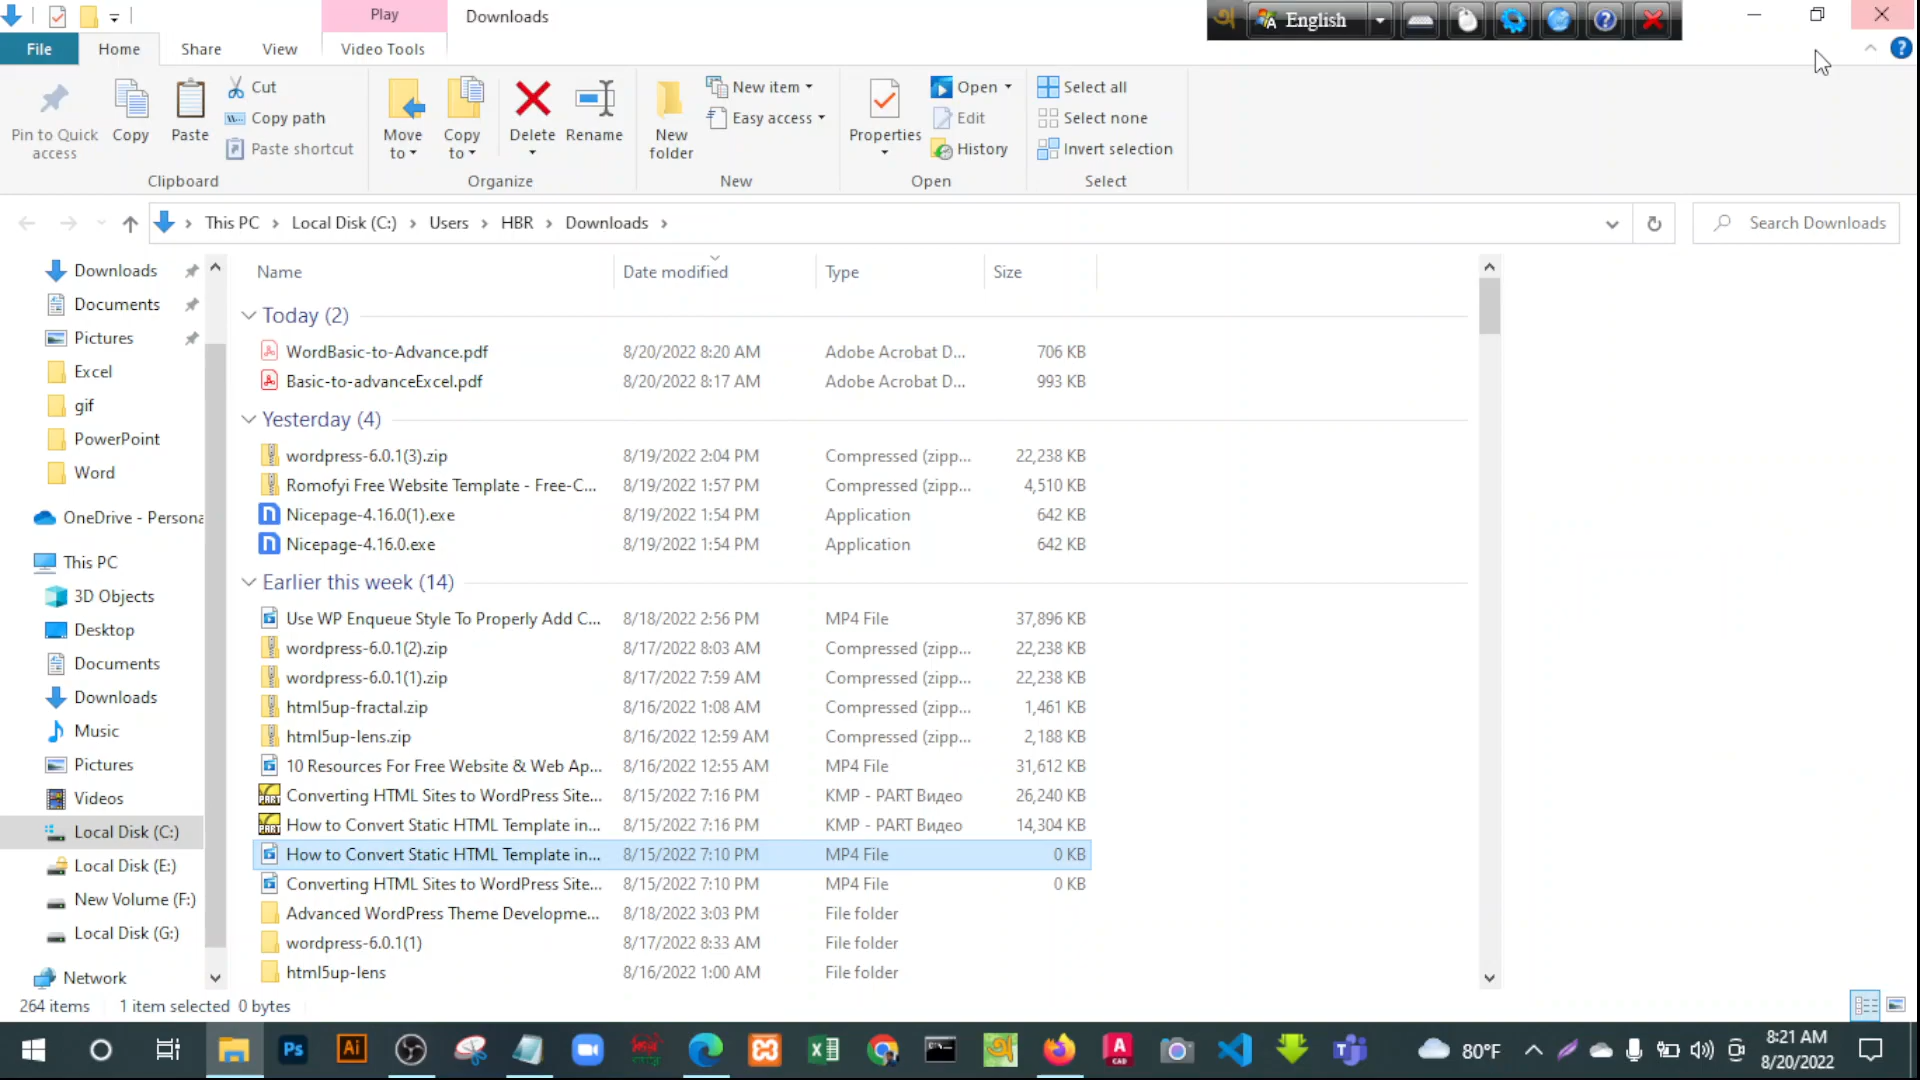 Play
Downloads
English
File
Home
Share
View
Video Tools
Pin to Quick access
Copy
Paste
Cut
Copy path
Paste shortcut
Clipboard
Move to
Copy to
Delete
Rename
Organize
New folder
New item
Easy access
New
Properties
Open
Edit
History
Open
Select all
Select none
Invert selection
Select
This PC > Local Disk (C:) > Users > HBR > Downloads >
Search Downloads
Downloads
Documents
Pictures
Excel
gif
PowerPoint
Word
OneDrive - Persona
This PC
3D Objects
Desktop
Documents
Downloads
Music
Pictures
Videos
Local Disk (C:)
Local Disk (E:)
New Volume (F:)
Local Disk (G:)
Network
Name Date modified Type Size
Today (2)
WordBasic-to-Advance.pdf 8/20/2022 8:20 AM Adobe Acrobat D... 706 KB
Basic-to-advanceExcel.pdf 8/20/2022 8:17 AM Adobe Acrobat D... 993 KB
Yesterday (4)
wordpress-6.0.1(3).zip 8/19/2022 2:04 PM Compressed (zipp... 22,238 KB
Romofyi Free Website Template - Free-C... 8/19/2022 1:57 PM Compressed (zipp... 4,510 KB
Nicepage-4.16.0(1).exe 8/19/2022 1:54 PM Application 642 KB
Nicepage-4.16.0.exe 8/19/2022 1:54 PM Application 642 KB
Earlier this week (14)
Use WP Enqueue Style To Properly Add C... 8/18/2022 2:56 PM MP4 File 37,896 KB
wordpress-6.0.1(2).zip 8/17/2022 8:03 AM Compressed (zipp... 22,238 KB
wordpress-6.0.1(1).zip 8/17/2022 7:59 AM Compressed (zipp... 22,238 KB
html5up-fractal.zip 8/16/2022 1:08 AM Compressed (zipp... 1,461 KB
html5up-lens.zip 8/16/2022 12:59 AM Compressed (zipp... 2,188 KB
10 Resources For Free Website & Web Ap... 8/16/2022 12:55 AM MP4 File 31,612 KB
Converting HTML Sites to WordPress Site... 8/15/2022 7:16 PM KMP - PART Видео 26,240 KB
How to Convert Static HTML Template in... 8/15/2022 7:16 PM KMP - PART Видео 14,304 KB
How to Convert Static HTML Template in... 8/15/2022 7:10 PM MP4 File 0 KB
Converting HTML Sites to WordPress Site... 8/15/2022 7:10 PM MP4 File 0 KB
Advanced WordPress Theme Developme... 8/18/2022 3:03 PM File folder
wordpress-6.0.1(1) 8/17/2022 8:33 AM File folder
html5up-lens 8/16/2022 1:00 AM File folder
264 items 1 item selected 0 bytes
Ps
Ai
80°F
8:21 AM
8/20/2022